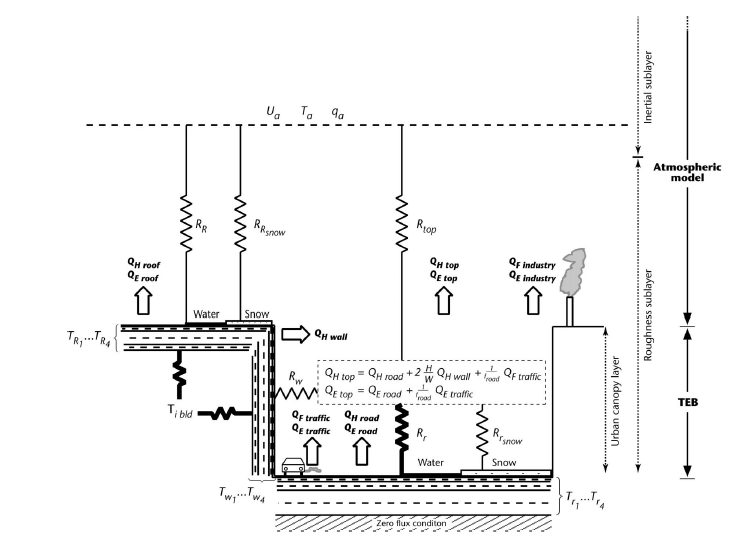 U_a T_a q_a
Inertial sublayer
Atmospheric
model
R_R
R_Rsnow
R_top
Q_H roof
Q_E roof
Q_H top
Q_E top
Q_F industry
Q_E industry
Roughness sublayer
Water
Snow
T_R1...T_R4
Q_H wall
R_w
Q_H top = Q_H road + 2 H/W Q_H wall + 1/l_road Q_F traffic
Q_E top = Q_E road + 1/l_road Q_E traffic
Urban canopy layer
TEB
T_i bld
Q_F traffic
Q_E traffic
Q_H road
Q_E road
R_r
R_rsnow
Water
Snow
T_w1...T_w4
T_r1...T_r4
Zero flux conditon